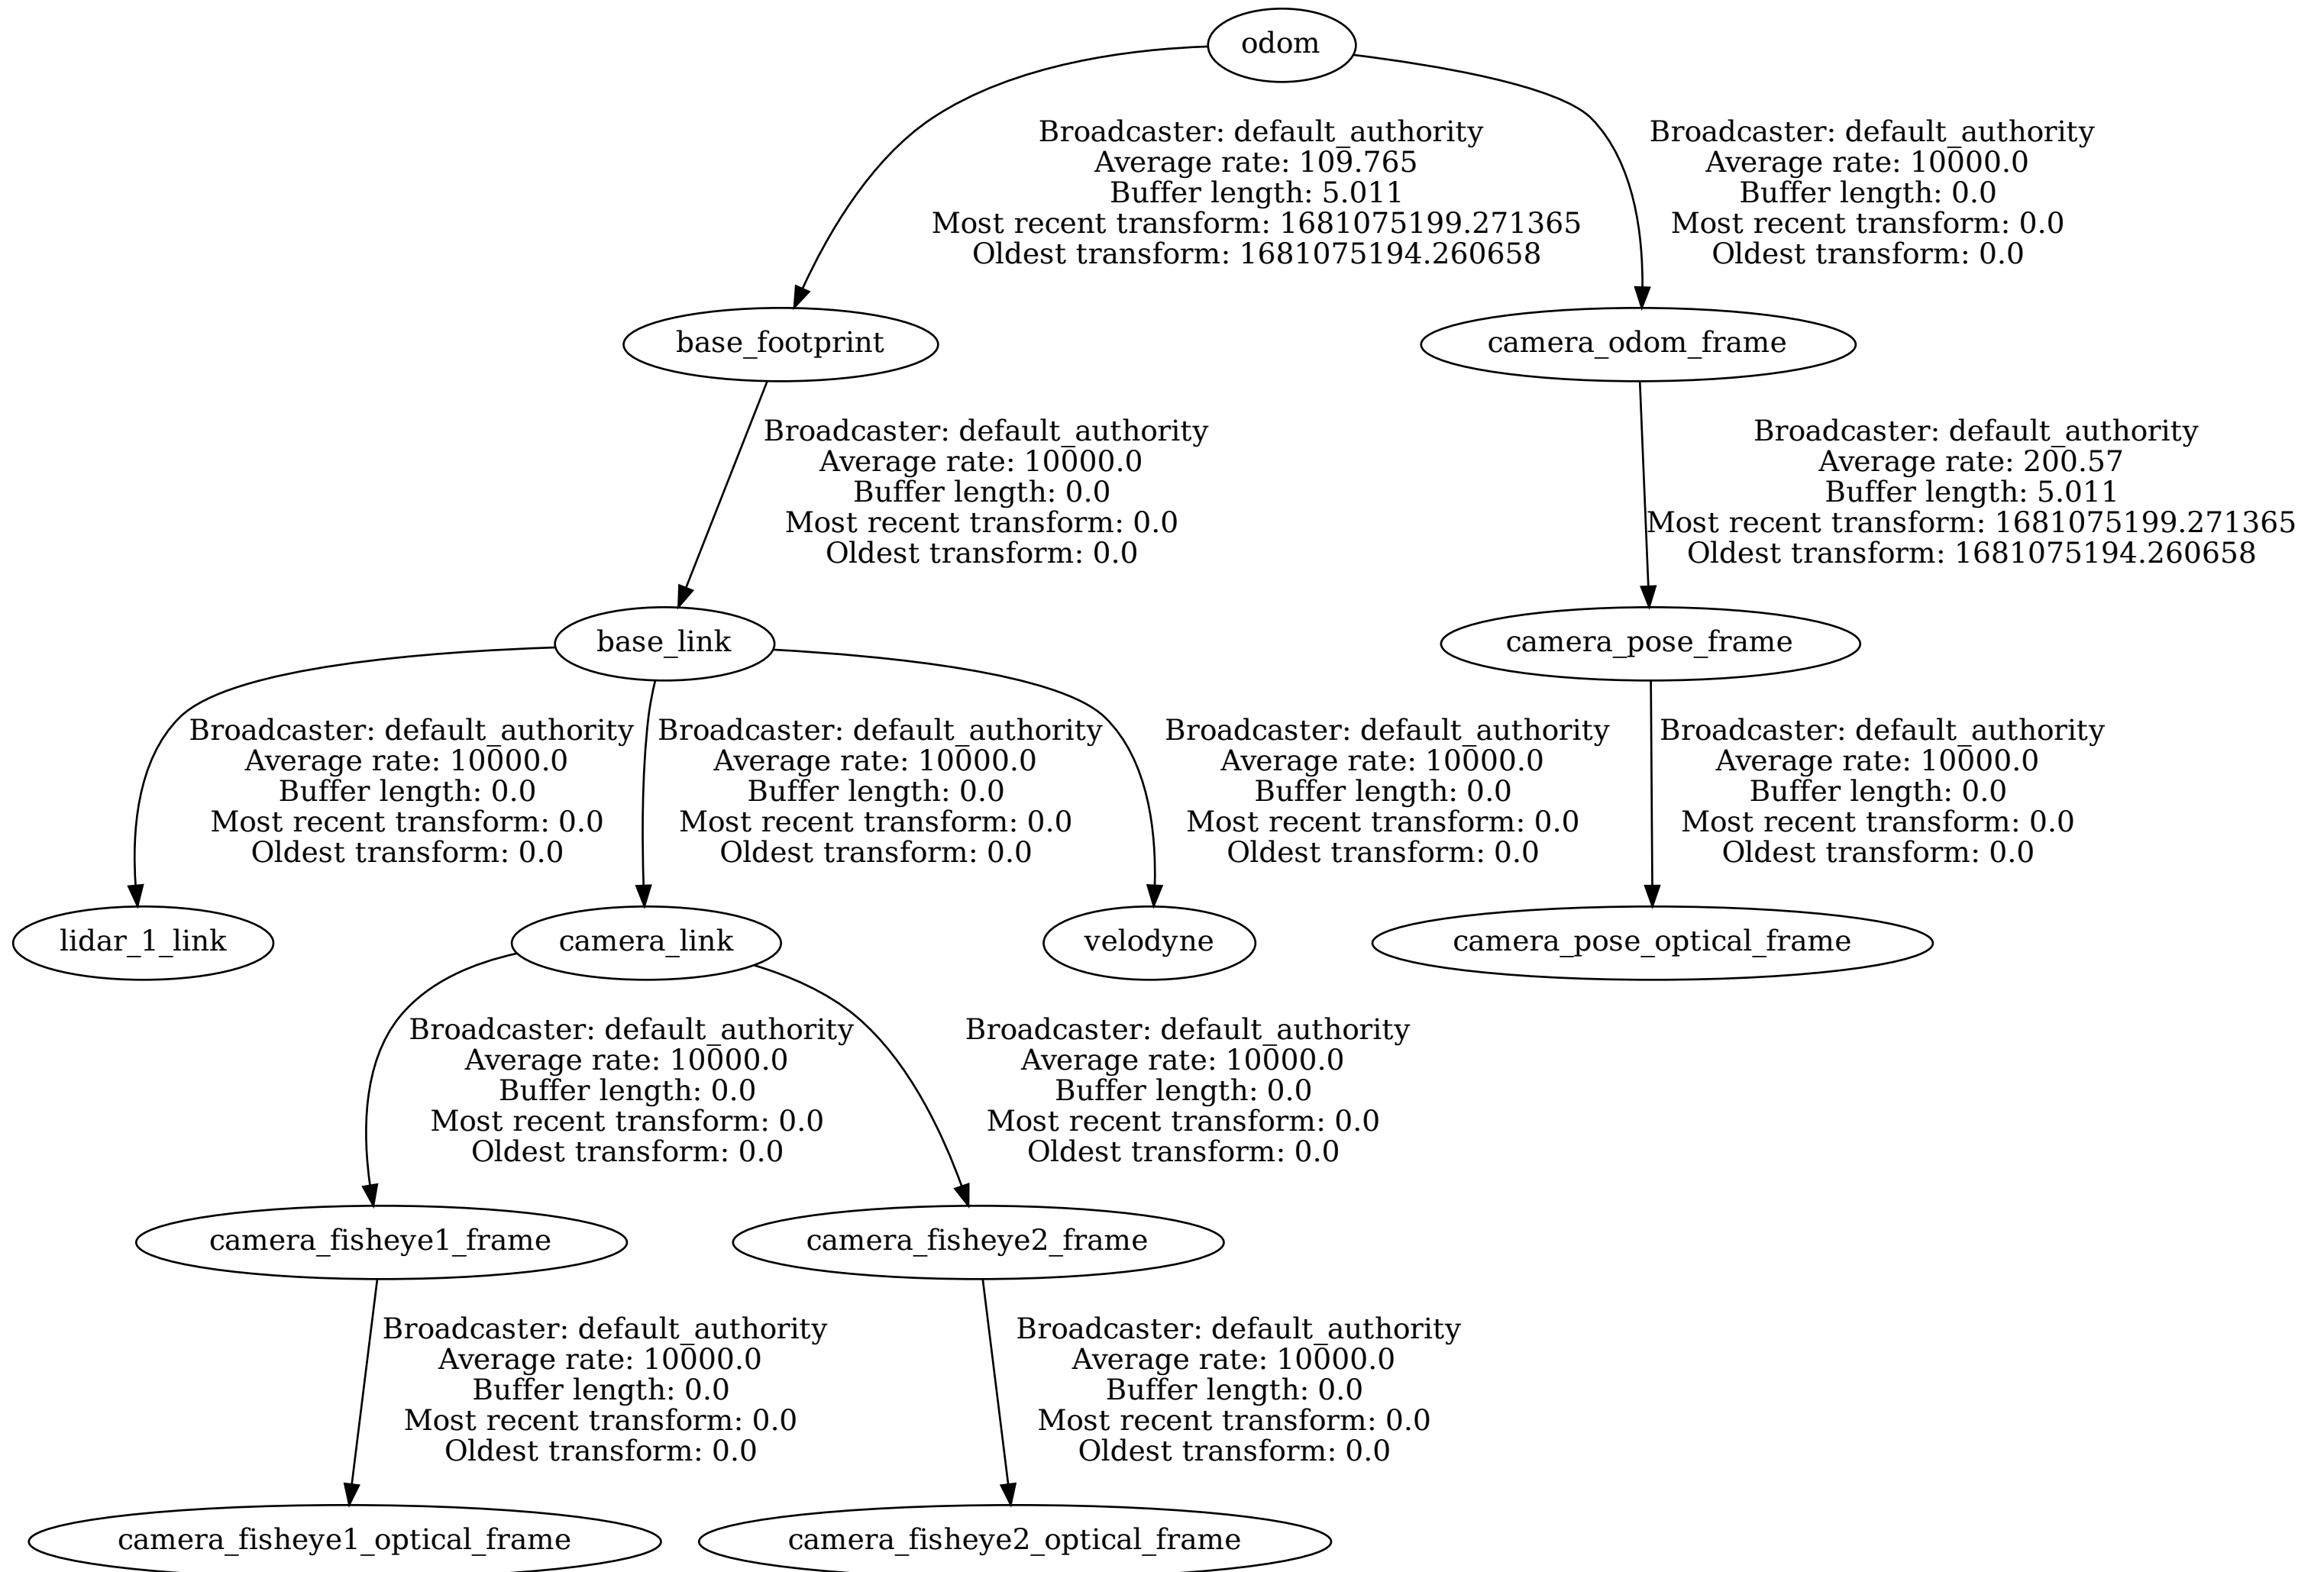 odom
Broadcaster: default_authority
Average rate: 109.765
Buffer length: 5.011
Most recent transform: 1681075199.271365
Oldest transform: 1681075194.260658
Broadcaster: default_authority
Average rate: 10000.0
Buffer length: 0.0
Most recent transform: 0.0
Oldest transform: 0.0
base_footprint
camera_odom_frame
Broadcaster: default_authority
Average rate: 10000.0
Buffer length: 0.0
Most recent transform: 0.0
Oldest transform: 0.0
Broadcaster: default_authority
Average rate: 200.57
Buffer length: 5.011
Most recent transform: 1681075199.271365
Oldest transform: 1681075194.260658
base_link
camera_pose_frame
Broadcaster: default_authority
Average rate: 10000.0
Buffer length: 0.0
Most recent transform: 0.0
Oldest transform: 0.0
Broadcaster: default_authority
Average rate: 10000.0
Buffer length: 0.0
Most recent transform: 0.0
Oldest transform: 0.0
Broadcaster: default_authority
Average rate: 10000.0
Buffer length: 0.0
Most recent transform: 0.0
Oldest transform: 0.0
Broadcaster: default_authority
Average rate: 10000.0
Buffer length: 0.0
Most recent transform: 0.0
Oldest transform: 0.0
lidar_1_link
camera_link
velodyne
camera_pose_optical_frame
Broadcaster: default_authority
Average rate: 10000.0
Buffer length: 0.0
Most recent transform: 0.0
Oldest transform: 0.0
Broadcaster: default_authority
Average rate: 10000.0
Buffer length: 0.0
Most recent transform: 0.0
Oldest transform: 0.0
camera_fisheye1_frame
camera_fisheye2_frame
Broadcaster: default_authority
Average rate: 10000.0
Buffer length: 0.0
Most recent transform: 0.0
Oldest transform: 0.0
Broadcaster: default_authority
Average rate: 10000.0
Buffer length: 0.0
Most recent transform: 0.0
Oldest transform: 0.0
camera_fisheye1_optical_frame
camera_fisheye2_optical_frame